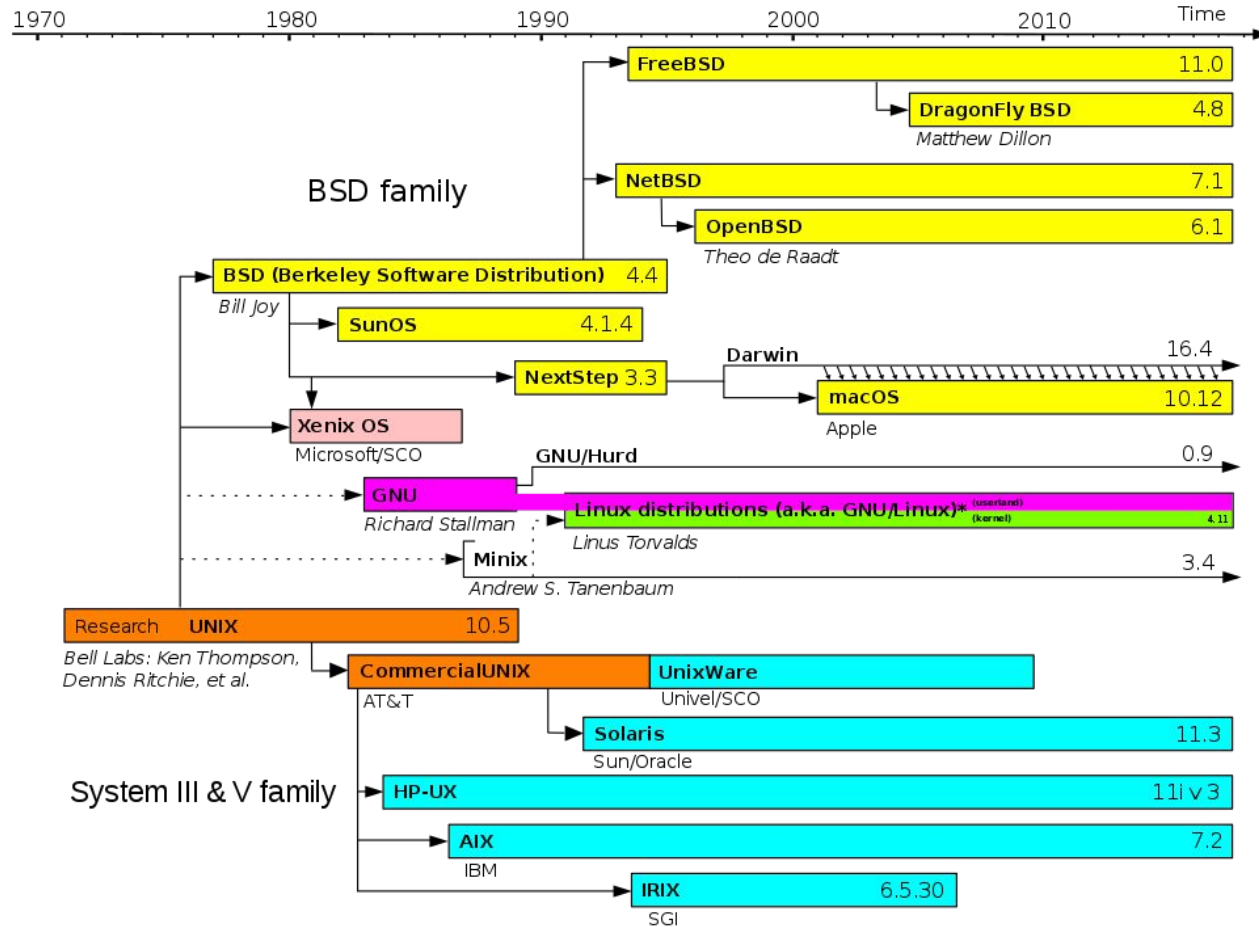 1970 1980 1990 2000 2010 Time
FreeBSD 11.0
DragonFly BSD 4.8
Matthew Dillon
BSD family
NetBSD 7.1
OpenBSD 6.1
Theo de Raadt
BSD (Berkeley Software Distribution) 4.4
Bill Joy
SunOS 4.1.4
Darwin 16.4
NextStep 3.3
macOS 10.12
Apple
Xenix OS
Microsoft/SCO
GNU/Hurd 0.9
GNU
Richard Stallman
Linux distributions (a.k.a. GNU/Linux)* (userland)
(kernel) 4.11
Linus Torvalds
Minix 3.4
Andrew S. Tanenbaum
Research UNIX 10.5
Bell Labs: Ken Thompson,
Dennis Ritchie, et al.
CommercialUNIX UnixWare
AT&T Univel/SCO
Solaris 11.3
Sun/Oracle
System III & V family
HP-UX 11i v 3
AIX 7.2
IBM
IRIX 6.5.30
SGI